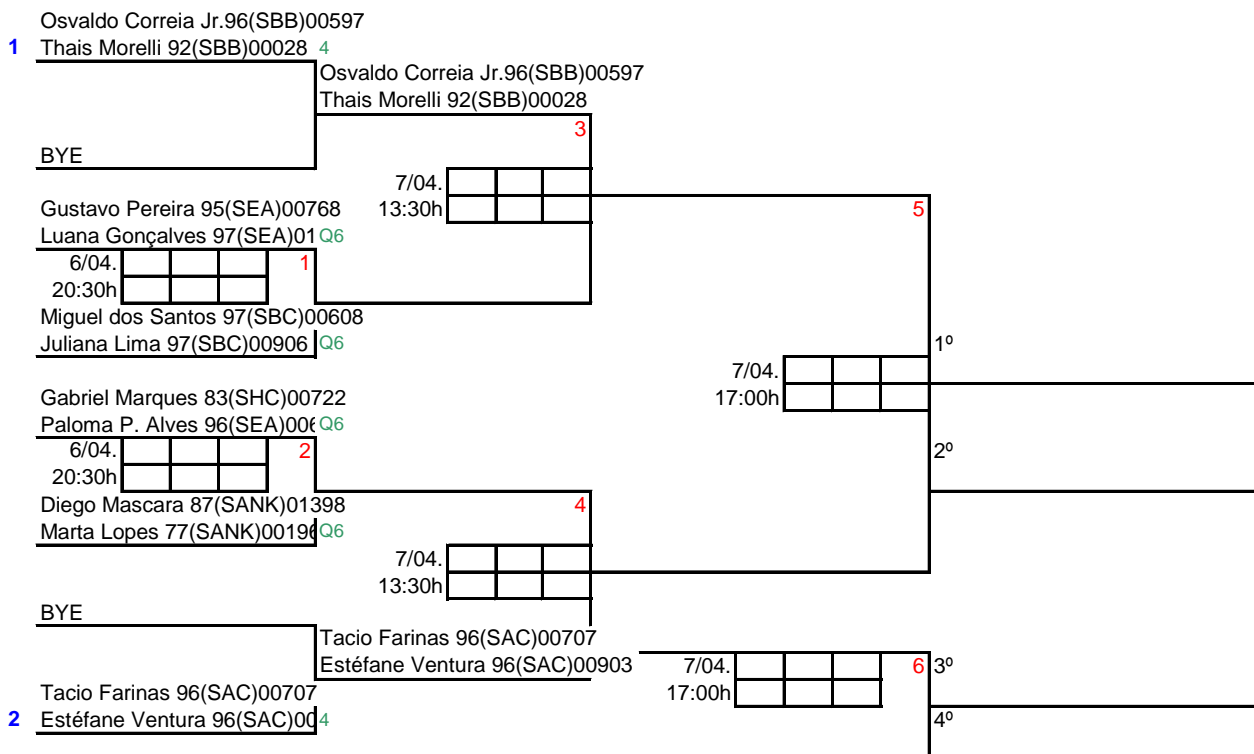 Osvaldo Correia Jr.96(SBB)00597
1 Thais Morelli 92(SBB)00028 4
Osvaldo Correia Jr.96(SBB)00597
Thais Morelli 92(SBB)00028
3
BYE
7/04.
13:30h
Gustavo Pereira 95(SEA)00768
5
Luana Gonçalves 97(SEA)01 Q6
6/04. 1
20:30h
Miguel dos Santos 97(SBC)00608
Juliana Lima 97(SBC)00906 Q6
1º
7/04.
17:00h
Gabriel Marques 83(SHC)00722
Paloma P. Alves 96(SEA)006 Q6
6/04. 2
2º
20:30h
Diego Mascara 87(SANK)01398
4
Marta Lopes 77(SANK)00196 Q6
7/04.
13:30h
BYE
Tacio Farinas 96(SAC)00707
Estéfane Ventura 96(SAC)00903
7/04. 6 3º
17:00h
Tacio Farinas 96(SAC)00707
2 Estéfane Ventura 96(SAC)00 4
4º